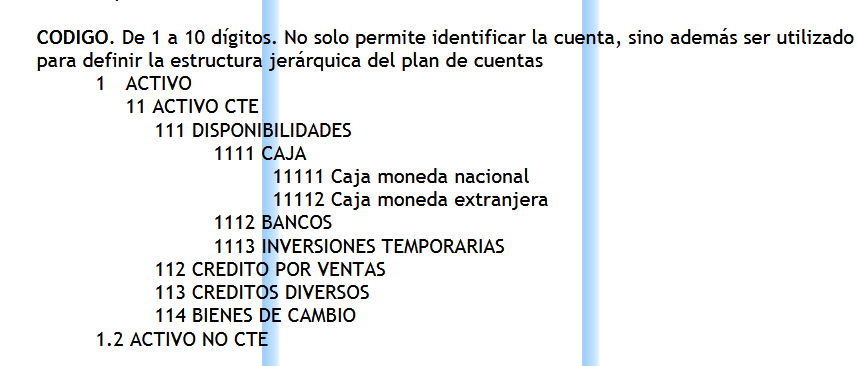 CODIGO. De 1 a 10 dígitos. No solo permite identificar la cuenta, sino además ser utilizado
para definir la estructura jerárquica del plan de cuentas
1 ACTIVO
11 ACTIVO CTE
111 DISPONIBILIDADES
1111 CAJA
11111 Caja moneda nacional
11112 Caja moneda extranjera
1112 BANCOS
1113 INVERSIONES TEMPORARIAS
112 CREDITO POR VENTAS
113 CREDITOS DIVERSOS
114 BIENES DE CAMBIO
1.2 ACTIVO NO CTE